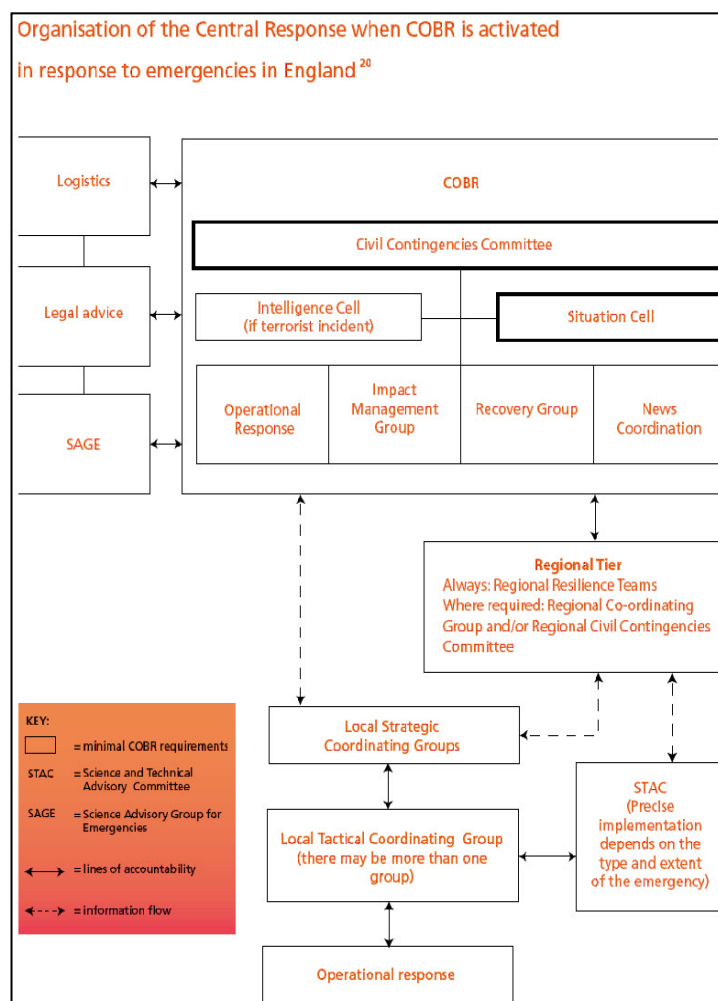 Organisation of the Central Response when COBR is activated
in response to emergencies in England 20
Logistics
COBR
Civil Contingencies Committee
Legal advice
Intelligence Cell
(if terrorist incident)
Situation Cell
SAGE
Operational
Response
Impact
Management
Group
Recovery Group
News
Coordination
Regional Tier
Always: Regional Resilience Teams
Where required: Regional Co-ordinating
Group and/or Regional Civil Contingencies
Committee
KEY:
= minimal COBR requirements
STAC = Science and Technical
Advisory Committee
SAGE = Science Advisory Group for
Emergencies
= lines of accountability
= information flow
Local Strategic
Coordinating Groups
Local Tactical Coordinating Group
(there may be more than one
group)
STAC
(Precise
implementation
depends on the
type and extent
of the emergency)
Operational response